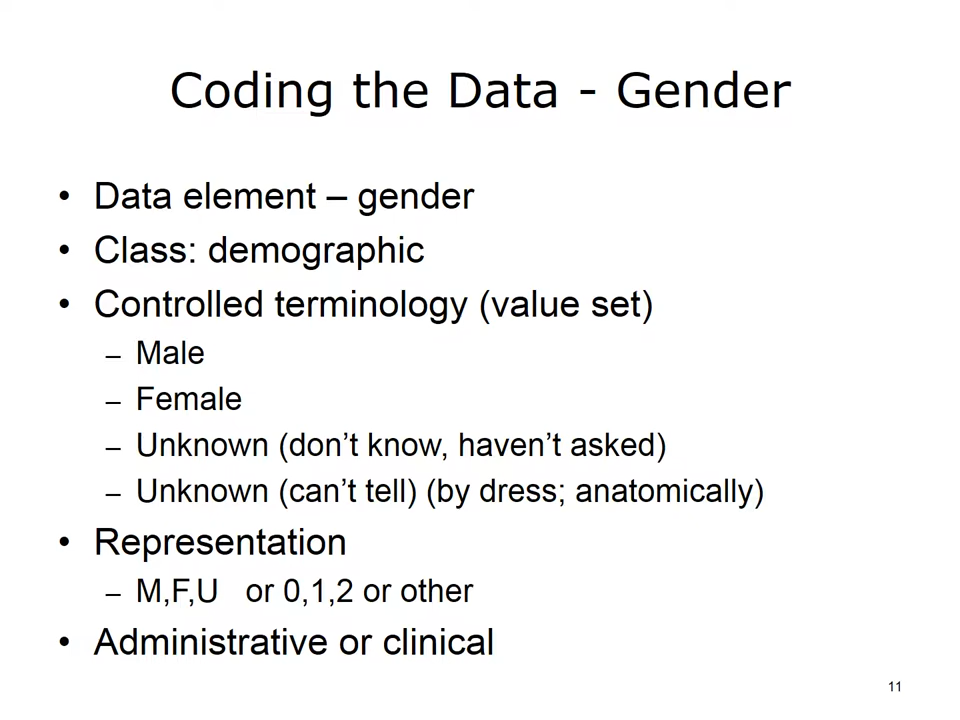 Coding the Data - Gender
• Data element – gender
• Class: demographic
• Controlled terminology (value set)
– Male
– Female
– Unknown (don’t know, haven’t asked)
– Unknown (can’t tell) (by dress; anatomically)
• Representation
– M,F,U or 0,1,2 or other
• Administrative or clinical
11